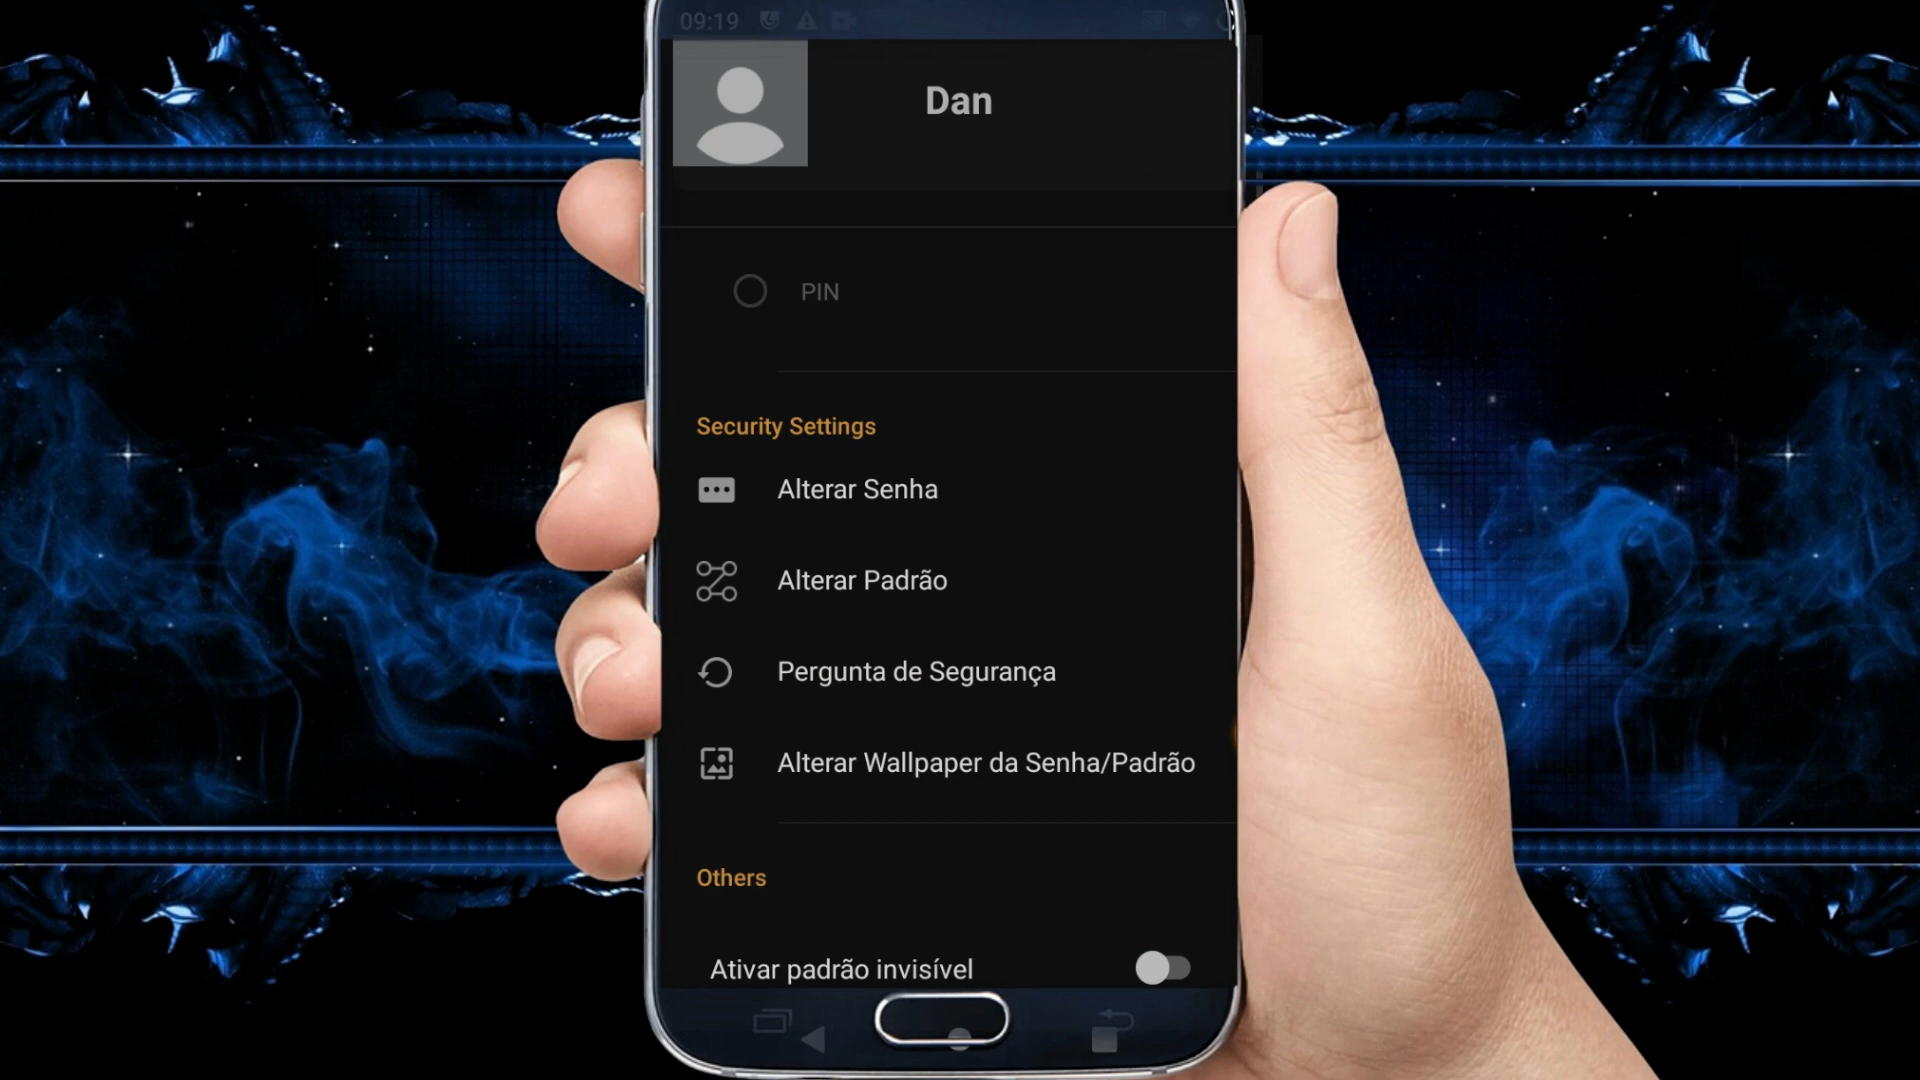 09:19
Dan
PIN
Security Settings
Alterar Senha
Alterar Padrão
Pergunta de Segurança
Alterar Wallpaper da Senha/Padrão
Others
Ativar padrão invisível